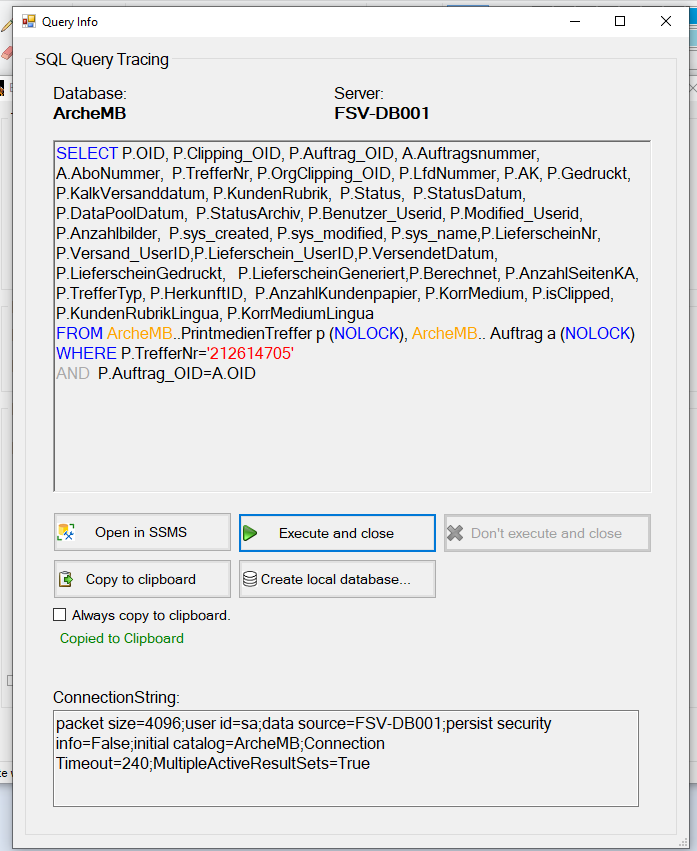 Query Info
SQL Query Tracing
Database:
Server:
ArcheMB
FSV-DB001
SELECT P.OID, P.Clipping_OID, P.Auftrag_OID, A.Auftragsnummer,
A.AboNummer, P.TrefferNr, P.OrgClipping_OID, P.LfdNummer, P.AK, P.Gedruckt,
P.KalkVersanddatum, P.KundenRubrik, P.Status, P.StatusDatum,
P.DataPoolDatum, P.StatusArchiv, P.Benutzer_Userid, P.Modified_Userid,
P.Anzahlbilder, P.sys_created, P.sys_modified, P.sys_name,P.LieferscheinNr,
P.Versand_UserID,P.Lieferschein_UserID,P.VersendetDatum,
P.LieferscheinGedruckt, P.LieferscheinGeneriert,P.Berechnet, P.AnzahlSeitenKA,
P.TrefferTyp, P.HerkunftID, P.AnzahlKundenpapier, P.KorrMedium, P.isClipped,
P.KundenRubrikLingua, P.KorrMediumLingua
FROM ArcheMB..PrintmedienTreffer p (NOLOCK), ArcheMB.. Auftrag a (NOLOCK)
WHERE P.TrefferNr='212614705'
AND P.Auftrag_OID=A.OID
Open in SSMS
Execute and close
Don't execute and close
Copy to clipboard
Create local database...
Always copy to clipboard.
Copied to Clipboard
ConnectionString:
packet size=4096;user id=sa;data source=FSV-DB001;persist security
info=False;initial catalog=ArcheMB;Connection
Timeout=240;MultipleActiveResultSets=True